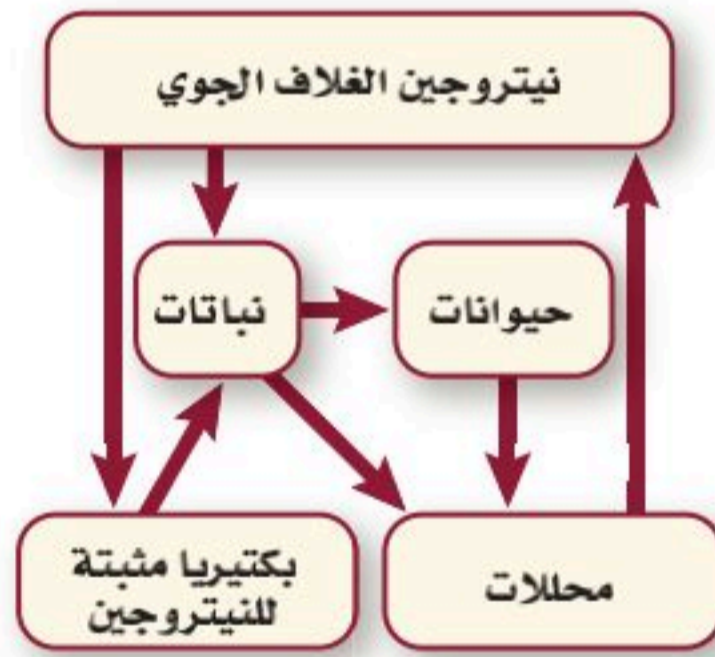 نيتروجين الغلاف الجوي
حيوانات
نباتات
محللات
بكتيريا مثبتة
للنيتروجين